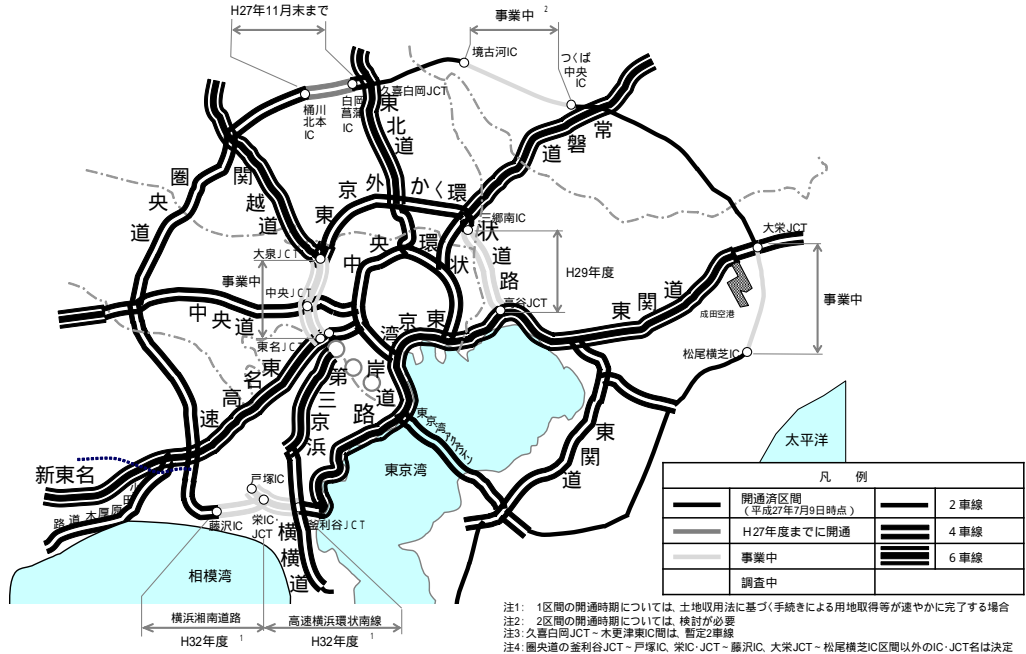 H27年11月末まで
事業中 2
境古河IC
つくば
中央
IC
久喜白岡JCT
白岡
菖蒲
IC
桶川
北本
IC
東北道
常磐道
圏央道
関越道
東京外かく環状道路
三郷南IC
中央環状
大栄JCT
大泉JCT
事業中
中央JCT
H29年度
高谷JCT
東関道
成田空港
事業中
中央道
東京湾岸道路
東名JCT
松尾横芝IC
東名高速
第三京浜
東京湾アクアライン
東関道
太平洋
新東名
小田原厚木道路
東京湾
戸塚IC
藤沢IC
栄IC・
JCT
釜利谷JCT
横横道
相模湾
横浜湘南道路
高速横浜環状南線
H32年度 1
H32年度 1
凡 例
開通済区間
(平成27年7月9日時点)
2車線
H27年度までに開通
4車線
事業中
6車線
調査中
注1: 1区間の開通時期については、土地収用法に基づく手続きによる用地取得等が速やかに完了する場合
注2: 2区間の開通時期については、検討が必要
注3:久喜白岡JCT~木更津東IC間は、暫定2車線
注4:圏央道の釜利谷JCT~戸塚IC、栄IC・JCT~藤沢IC、大栄JCT~松尾横芝IC区間以外のIC・JCT名は決定